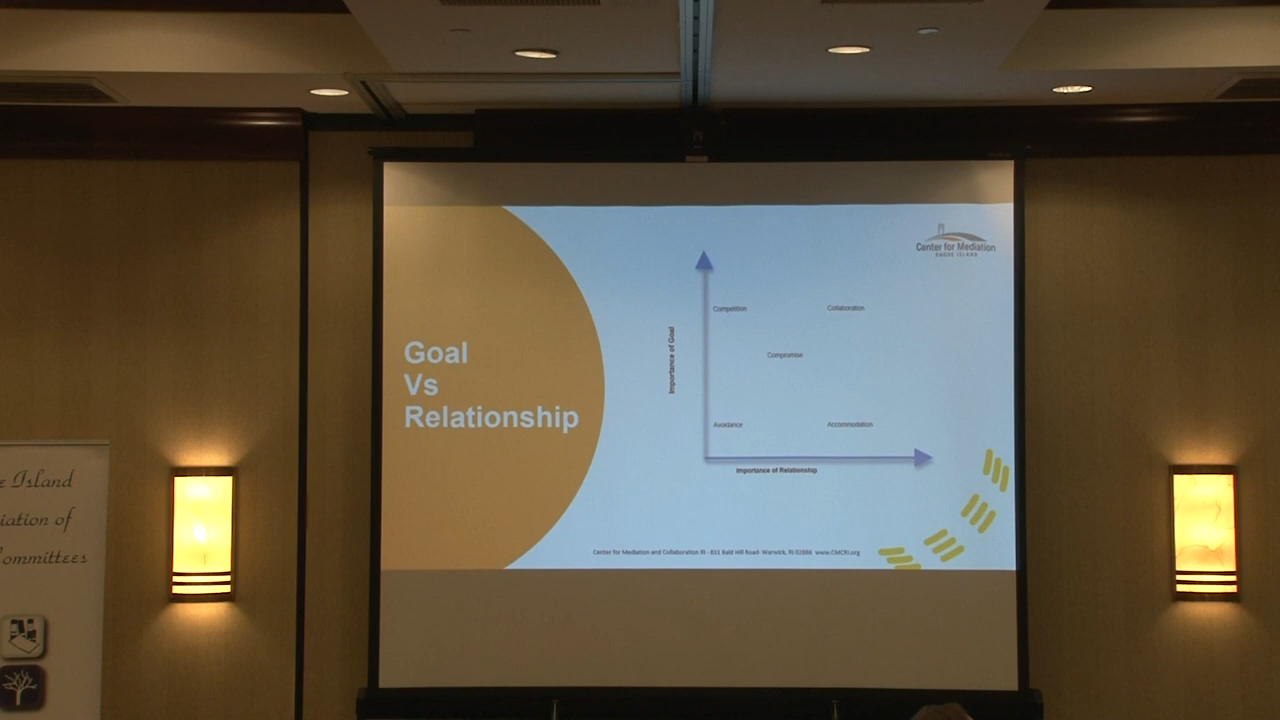 Goal
Vs
Relationship
Center for Mediation
RHODE ISLAND
Competition
Collaboration
Importance of Goal
Compromise
Avoidance
Accommodation
Importance of Relationship
Center for Mediation and Collaboration RI - 831 Bald Hill Road- Warwick, RI 02886 www.CMCRI.org
e Island
iation of
Committees